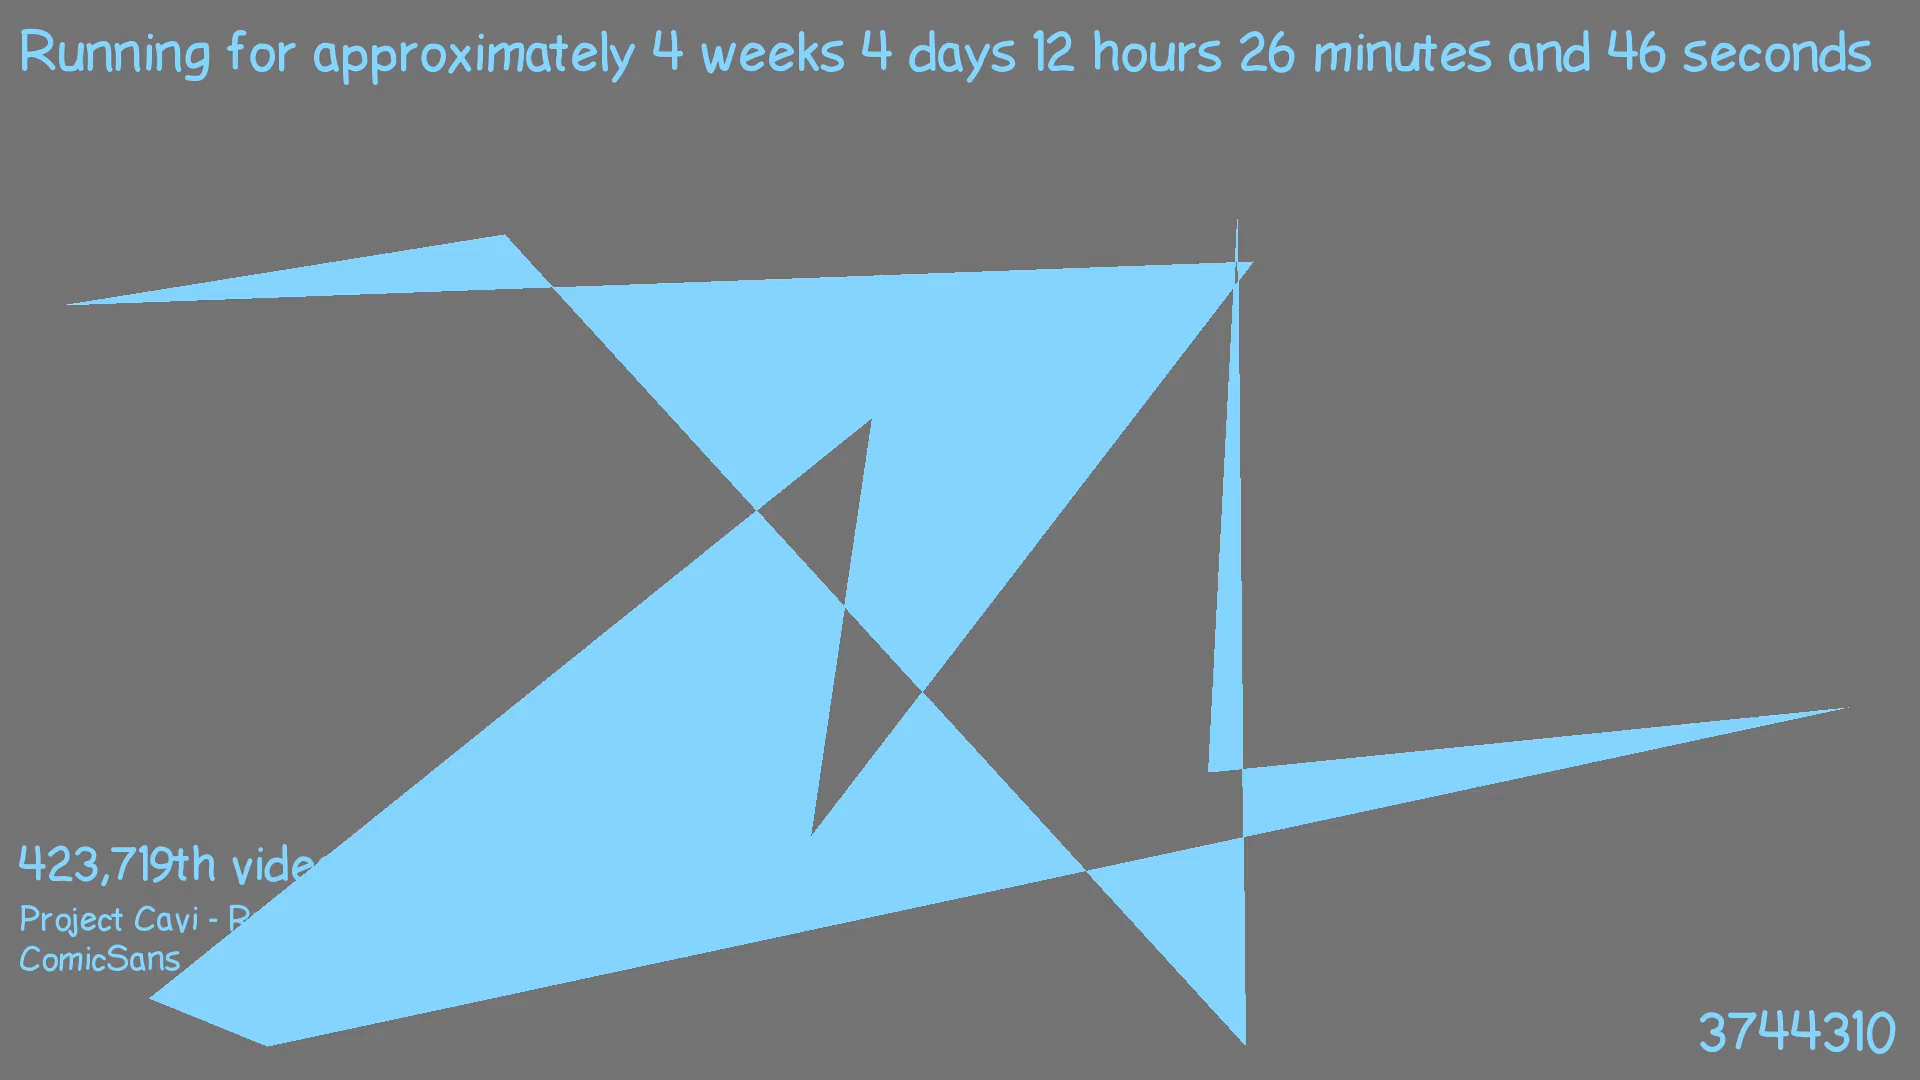 Running for approximately 4 weeks 4 days 12 hours 26 minutes and 46 seconds
423,719th
Project Cavi -
ComicSans
3744310